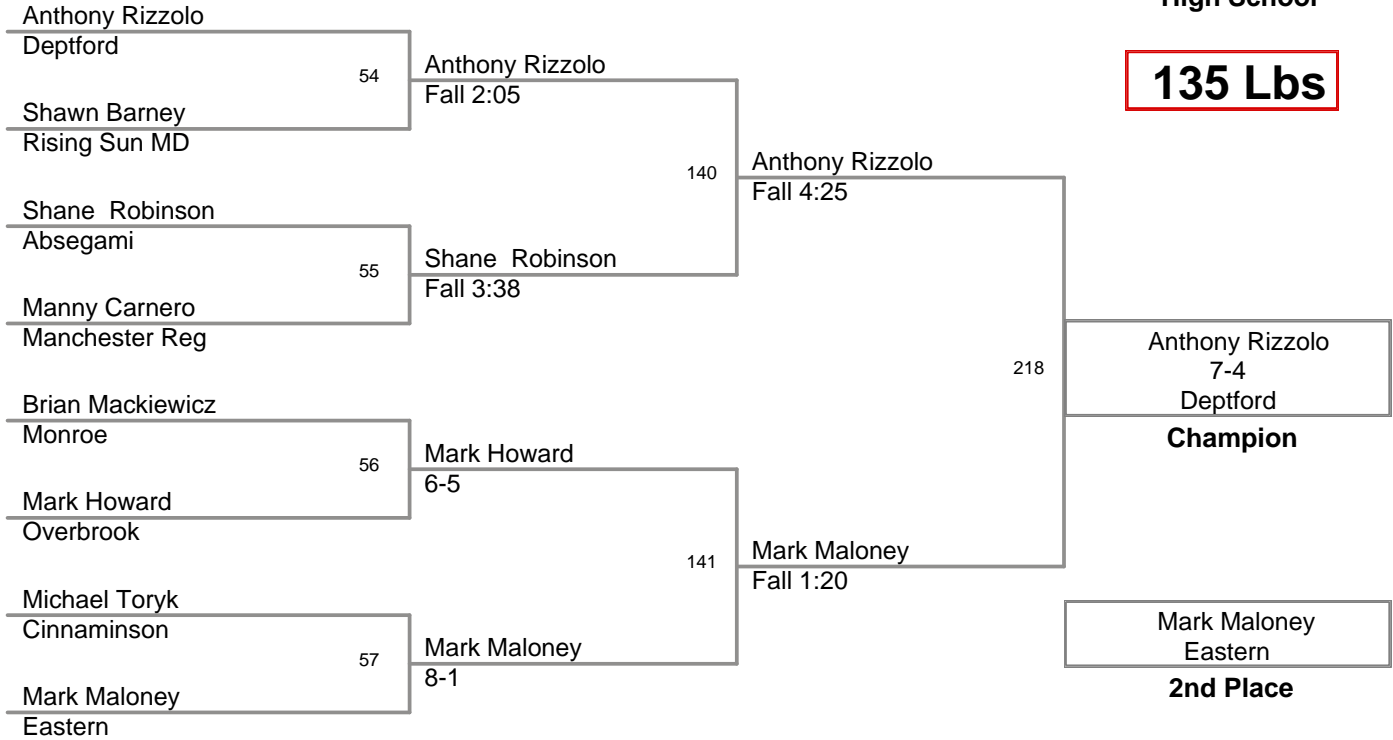 High School
135 Lbs
Anthony Rizzolo
Deptford
54
Shawn Barney
Rising Sun MD
Shane  Robinson
Absegami
55
Manny Carnero
Manchester Reg
Brian Mackiewicz
Monroe
56
Mark Howard
Overbrook
Michael Toryk
Cinnaminson
57
Mark Maloney
Eastern
Anthony Rizzolo
Fall 2:05
140
Shane  Robinson
Fall 3:38
Mark Howard
6-5
141
Mark Maloney
8-1
Anthony Rizzolo
Fall 4:25
218
Mark Maloney
Fall 1:20
Anthony Rizzolo
7-4
Deptford
Champion
Mark Maloney
Eastern
2nd Place